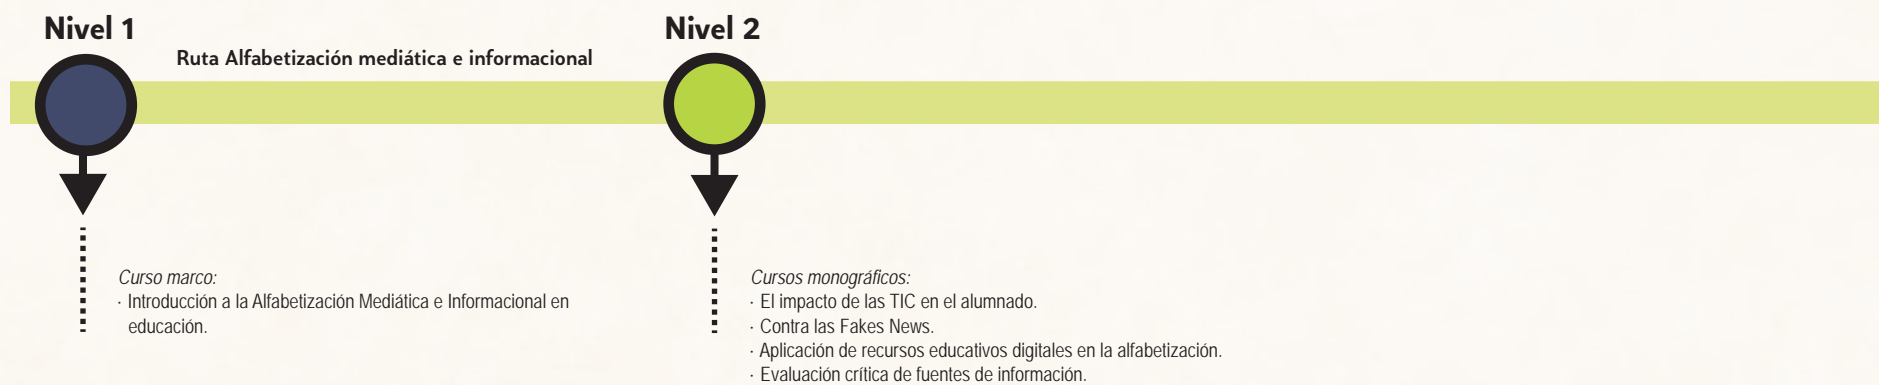 Nivel 1
Ruta Alfabetización mediática e informacional
Nivel 2
Curso marco:
· Introducción a la Alfabetización Mediática e Informacional en
educación.
Cursos monográficos:
· El impacto de las TIC en el alumnado.
· Contra las Fakes News.
· Aplicación de recursos educativos digitales en la alfabetización.
· Evaluación crítica de fuentes de información.